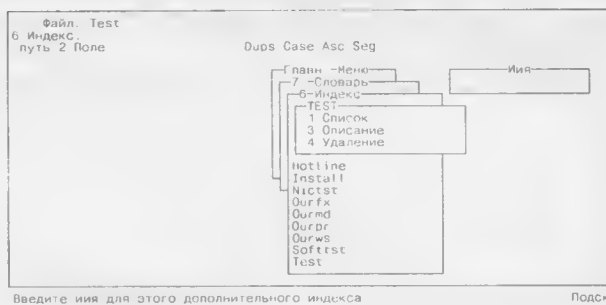 Файл. Test
6 Индекс.
путь 2 Поле
Dups Case Asc Seg
Главн -Меню
Имя
7 -Словарь
6-Индекс
TEST
1 Список
3 Описание
4 Удаление
Hotline
Install
Nictst
Ourfx
Ourmd
Ourpr
Ourws
Softtst
Test
Введите имя для этого дополнительного индекса
Подск